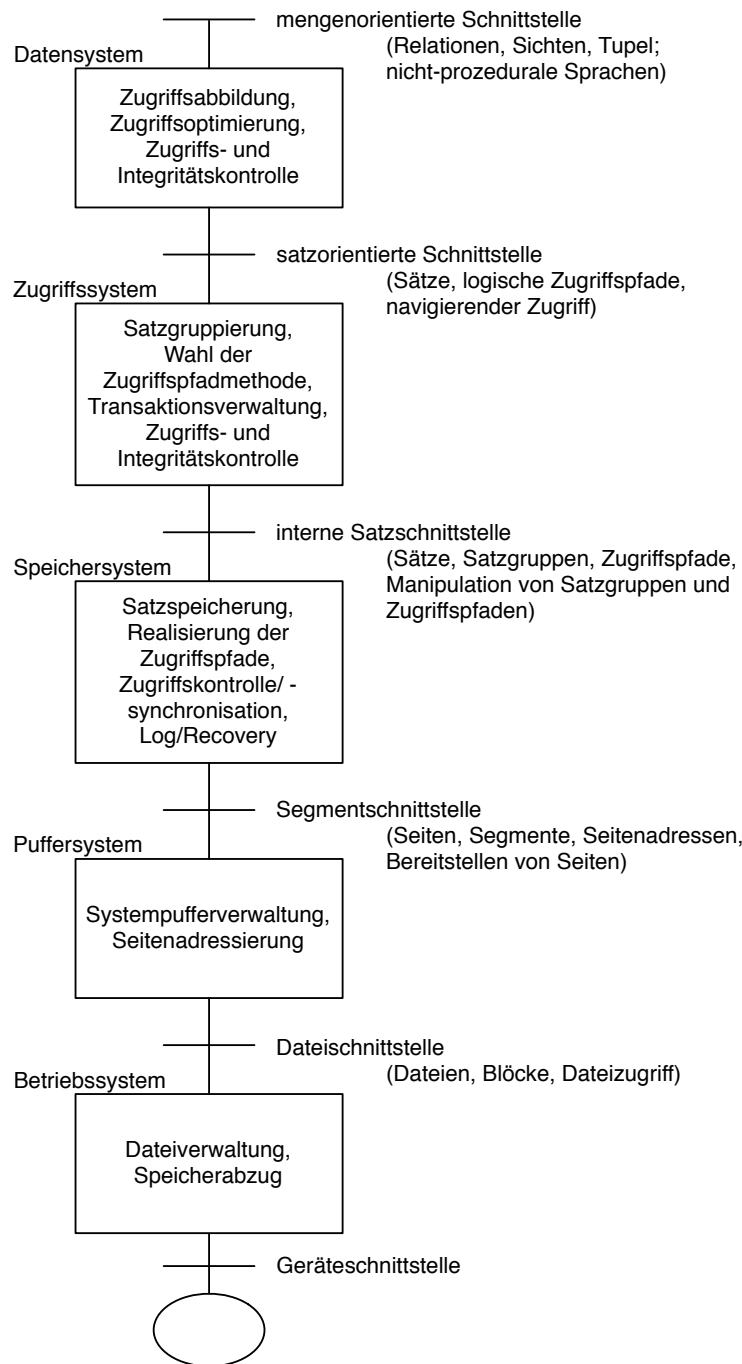 mengenorientierte Schnittstelle
(Relationen, Sichten, Tupel;
nicht-prozedurale Sprachen)
Datensystem
Zugriffsabbildung,
Zugriffsoptimierung,
Zugriffs- und
Integritätskontrolle
satzorientierte Schnittstelle
(Sätze, logische Zugriffspfade,
navigierender Zugriff)
Zugriffssystem
Satzgruppierung,
Wahl der
Zugriffspfadmethode,
Transaktionsverwaltung,
Zugriffs- und
Integritätskontrolle
interne Satzschnittstelle
(Sätze, Satzgruppen, Zugriffspfade,
Manipulation von Satzgruppen und
Zugriffspfaden)
Speichersystem
Satzspeicherung,
Realisierung der
Zugriffspfade,
Zugriffskontrolle/ -
synchronisation,
Log/Recovery
Segmentschnittstelle
(Seiten, Segmente, Seitenadressen,
Bereitstellen von Seiten)
Puffersystem
Systempufferverwaltung,
Seitenadressierung
Dateischnittstelle
(Dateien, Blöcke, Dateizugriff)
Betriebssystem
Dateiverwaltung,
Speicherabzug
Geräteschnittstelle